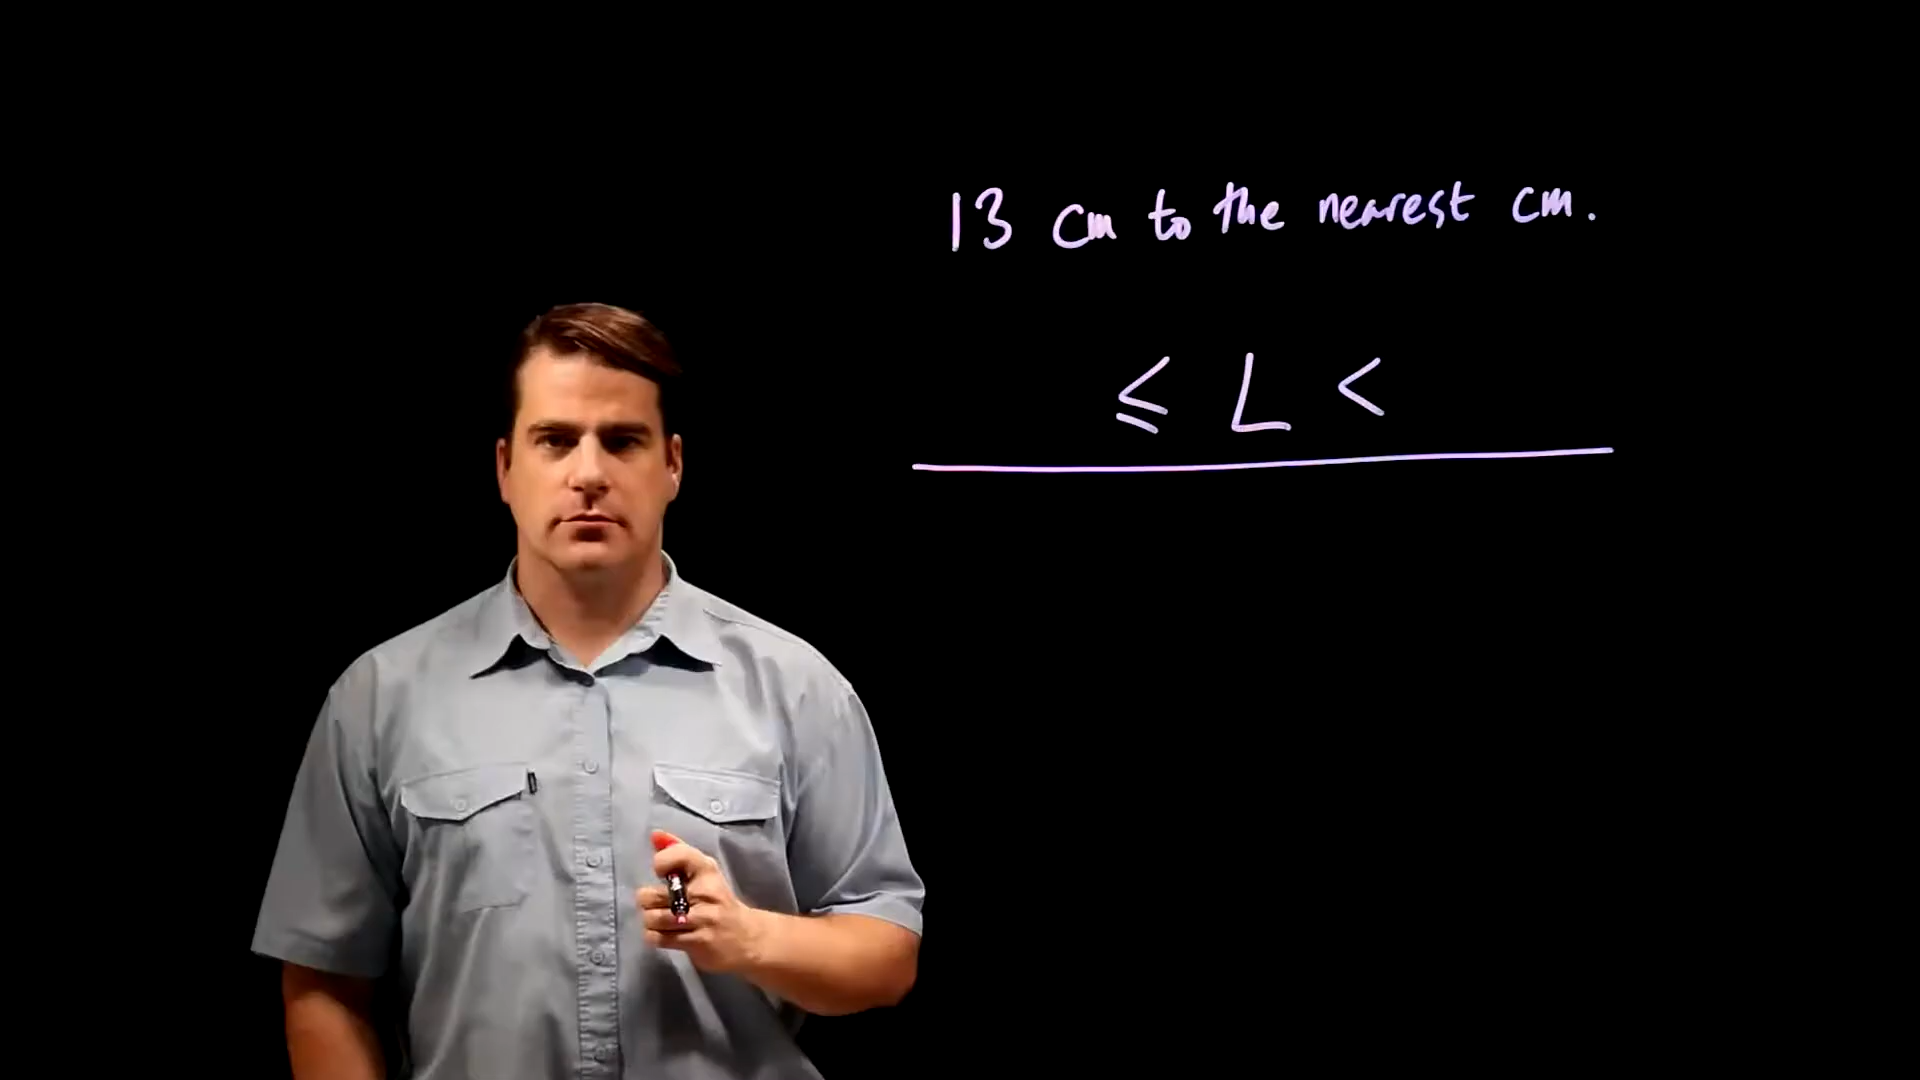 13 cm to the nearest cm.
≤ L <